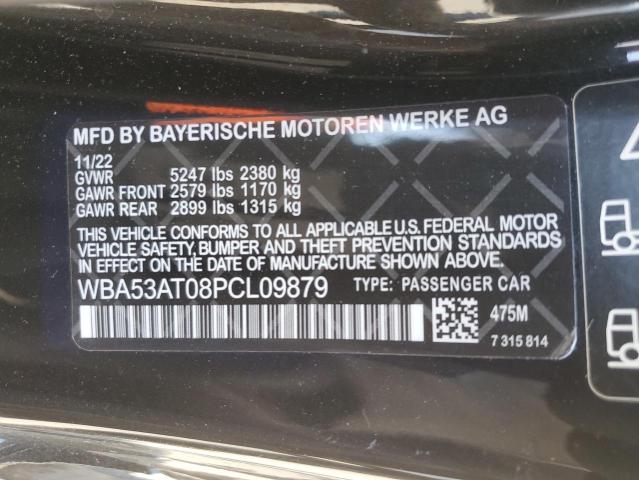 MFD BY BAYERISCHE MOTOREN WERKE AG
11/22
GVWR 5247 lbs 2380 kg
GAWR FRONT 2579 lbs 1170 kg
GAWR REAR 2899 lbs 1315 kg
THIS VEHICLE CONFORMS TO ALL APPLICABLE U.S. FEDERAL MOTOR
VEHICLE SAFETY, BUMPER AND THEFT PREVENTION STANDARDS
IN EFFECT ON THE DATE OF MANUFACTURE SHOWN ABOVE.
WBA53AT08PCL09879 TYPE: PASSENGER CAR
475M
7 315 814